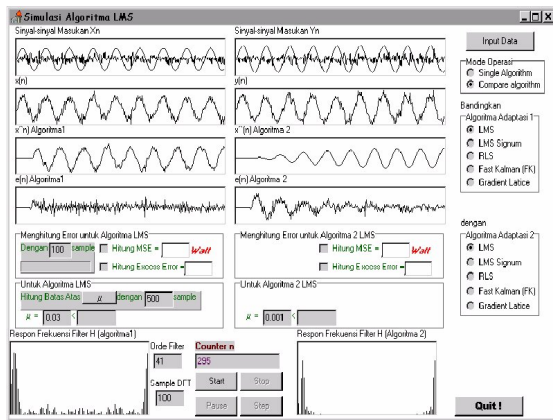 Simulasi Algoritma LMS
Sinyal-sinyal Masukan Xn
Sinyal-sinyal Masukan Yn
Input Data
x(n)
y(n)
Mode Operasi
Single Algorithm
Compare algorithm
Bandingkan
x^n) Algoritma1
x^(n) Algoritma 2
Algoritma Adaptasi 1
LMS
LMS Signum
RLS
Fast Kalman (FK)
Gradient Latice
e(n) Algoritma1
e(n) Algoritma 2
dengan
Algoritma Adaptasi 2
LMS
LMS Signum
RLS
Fast Kalman (FK)
Gradient Latice
Menghitung Error untuk Algoritma LMS
Dengan 100 sample
Hitung MSE = Watt
Hitung Excess Error =
Menghitung Error untuk Algoritma 2 LMS
Hitung MSE = Watt
Hitung Excess Error =
Untuk Algoritma LMS
Hitung Batas Atas μ dengan 500 sample
μ = 0.03 <
Untuk Algoritma 2 LMS
μ = 0.001 <
Respon Frekuensi Filter H (algoritma1)
Orde Filter
41
Counter n
295
Sample DFT
100
Start
Stop
Pause
Step
Respon Frekuensi Filter H (Algoritma 2)
Quit !